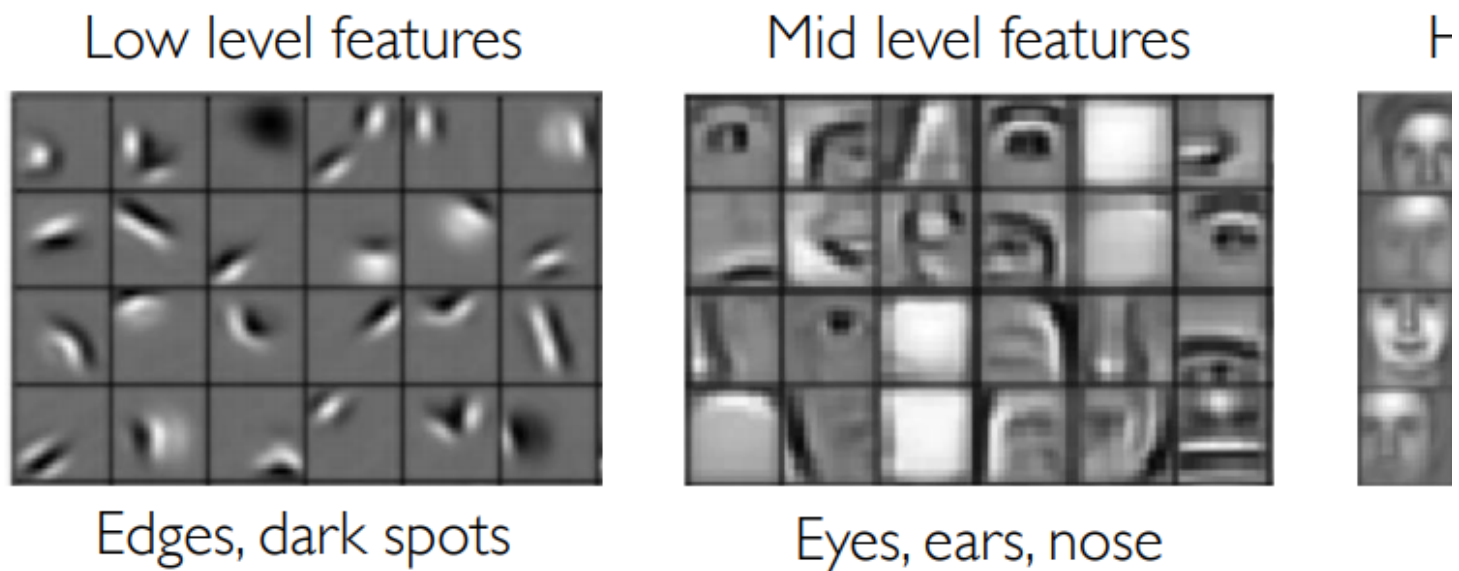 Low level features
Mid level features
H
Edges, dark spots
Eyes, ears, nose